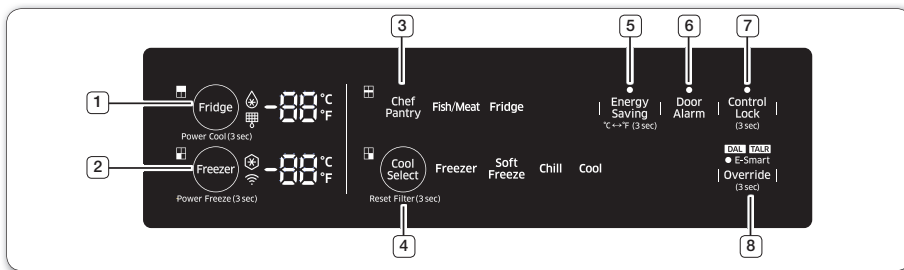 3
5
6
7
1
Fridge
-88 °C
°F
Power Cool (3 sec)
Chef
Pantry
Fish/Meat
Fridge
Energy
Saving
°C↔°F (3 sec)
Door
Alarm
Control
Lock
(3 sec)
2
Freezer
-88 °C
°F
Power Freeze (3 sec)
Cool
Select
Reset Filter (3 sec)
Freezer
Soft
Freeze
Chill
Cool
DAL TALR
E-Smart
Override
(3 sec)
4
8